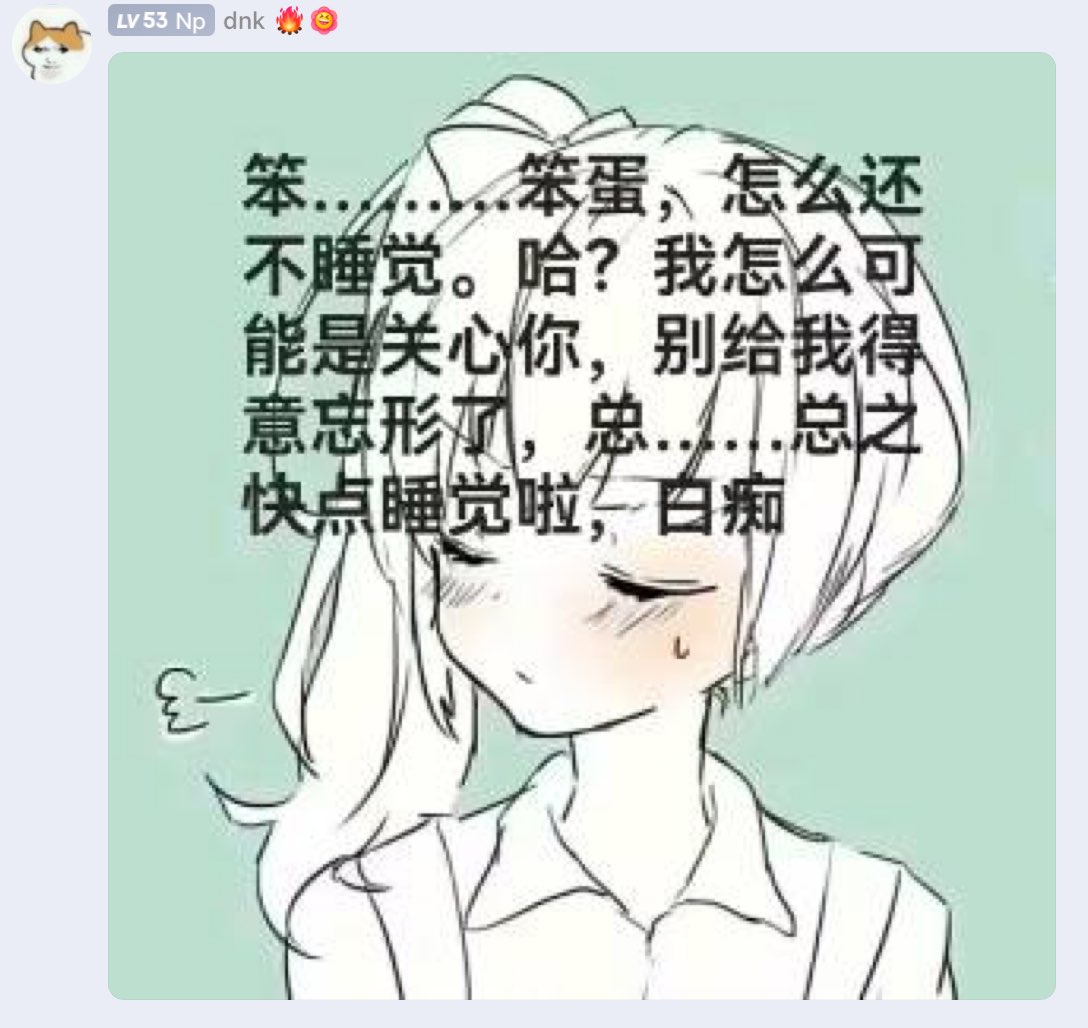 LV 53 Np dnk
笨………笨蛋，怎么还
不睡觉。哈？我怎么可
能是关心你，别给我得
意忘形了，总……总之
快点睡觉啦，白痴